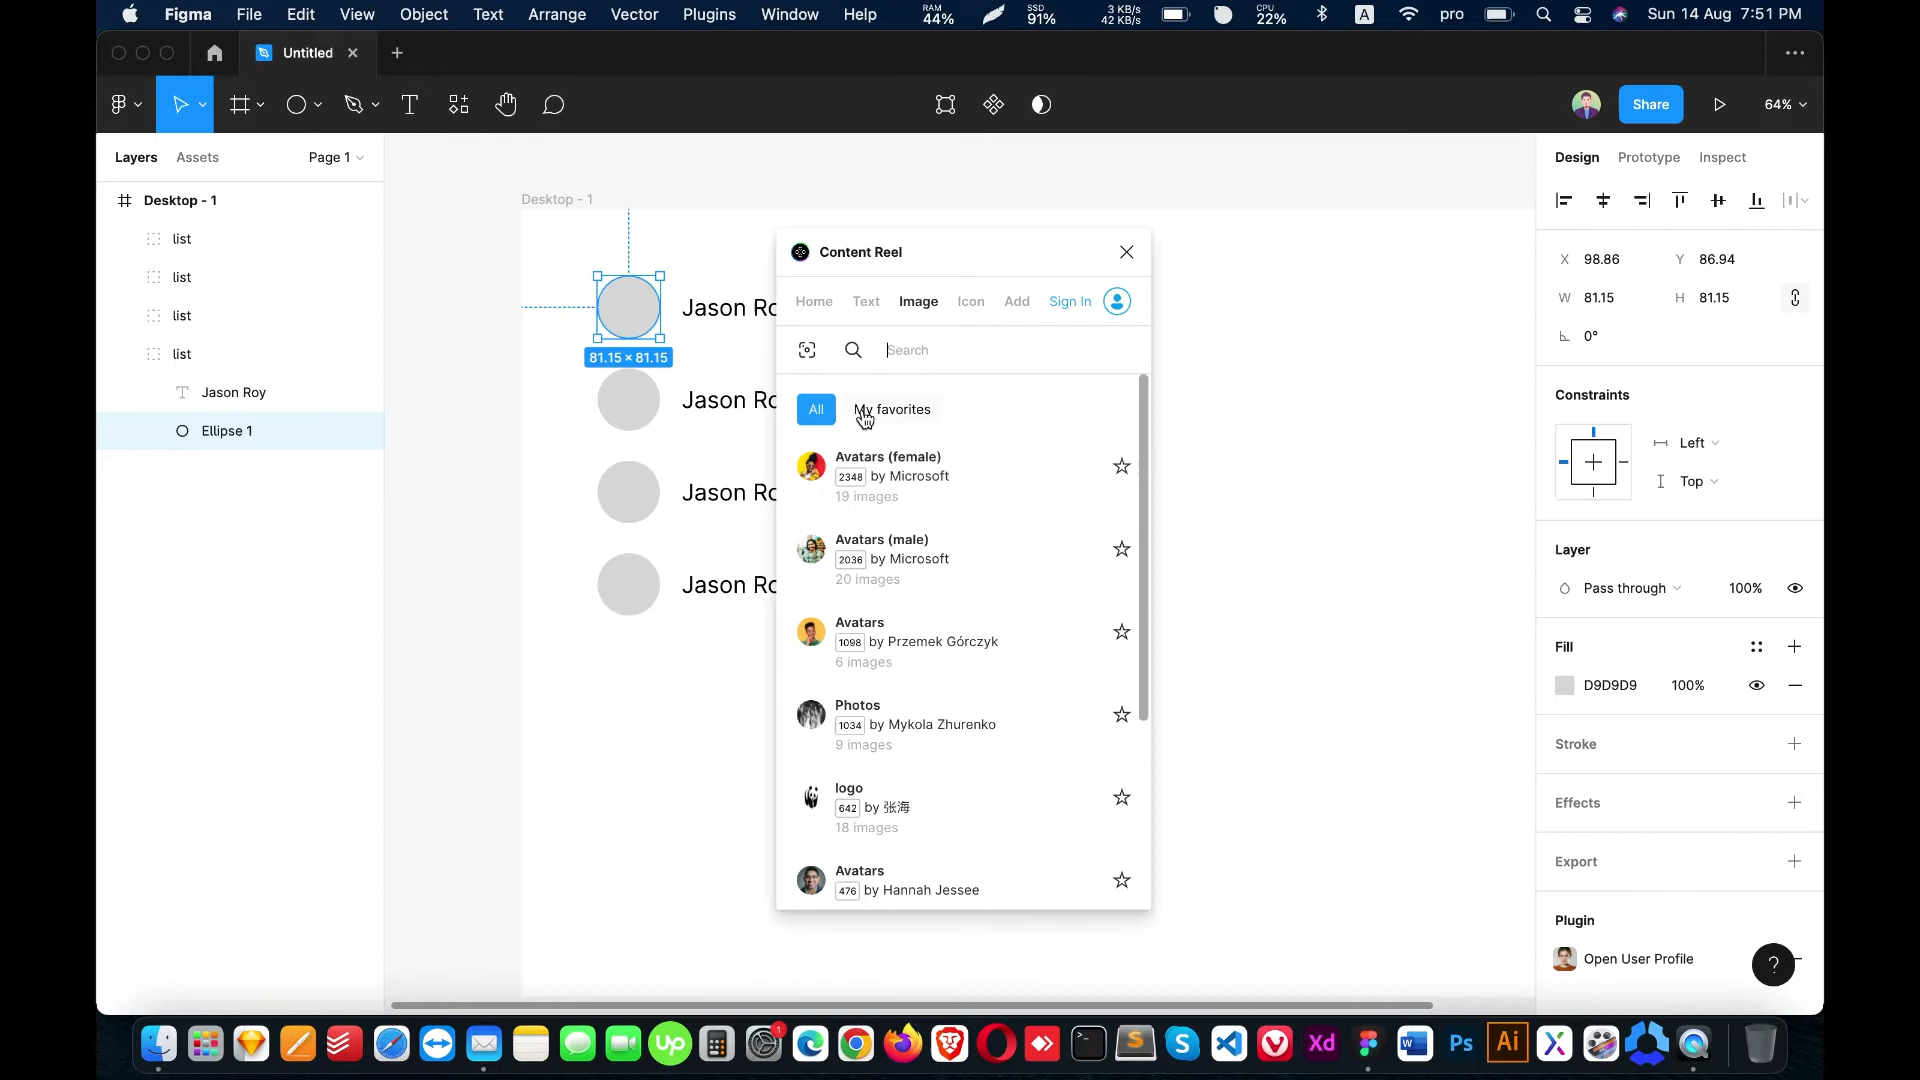 Figma File Edit View Object Text Arrange Vector Plugins Window Help RAM 44% SSD 91% 3 KB/s 42 KB/s CPU 22% A pro Sun 14 Aug 7:51 PM
Untitled
Share 64%
Layers Assets Page 1
Desktop - 1
list
list
list
list
Jason Roy
Ellipse 1
Desktop - 1
Jason Ro
81.15 × 81.15
Jason Ro
Jason Ro
Jason Ro
Content Reel
Home Text Image Icon Add Sign In
Search
All My favorites
Avatars (female)
2348 by Microsoft
19 images
Avatars (male)
2036 by Microsoft
20 images
Avatars
1098 by Przemek Górczyk
6 images
Photos
1034 by Mykola Zhurenko
9 images
logo
642 by 张海
18 images
Avatars
476 by Hannah Jessee
Design Prototype Inspect
X 98.86 Y 86.94
W 81.15 H 81.15
0°
Constraints
Left
Top
Layer
Pass through 100%
Fill
D9D9D9 100%
Stroke
Effects
Export
Plugin
Open User Profile
?
Up 1 Xd W Ps Ai X